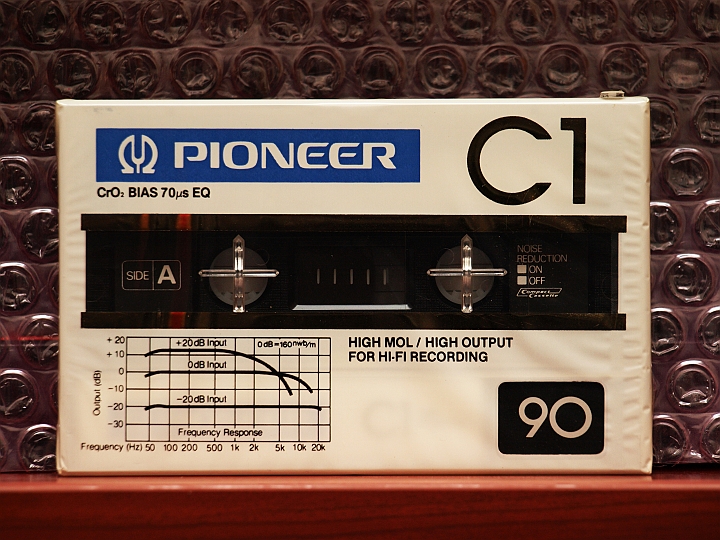 PIONEER
C1
CrO₂ BIAS 70μs EQ
SIDE A
NOISE
REDUCTION
ON
OFF
Compact
Cassette
+20
+10
0
-10
-20
-30
Output (dB)
+20dB Input
0dB=160nwb/m
0dB Input
-20dB Input
Frequency Response
Frequency (Hz) 50 100 200 500 1k 2k 5k 10k 20k
HIGH MOL / HIGH OUTPUT
FOR HI-FI RECORDING
90